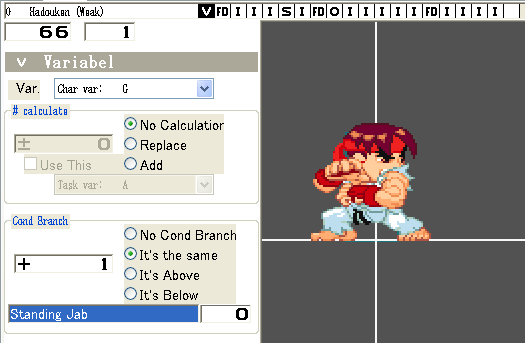 0 Hadouken (Weak) V FD I I I S I FD O I I I I I I FD I I I I
66 1
V Variabel
Var. Char var: G
# calculate
No Calculation
± 0 Replace
Use This Add
Task var: A
Cond Branch
No Cond Branch
+ 1 It's the same
It's Above
It's Below
Standing Jab 0